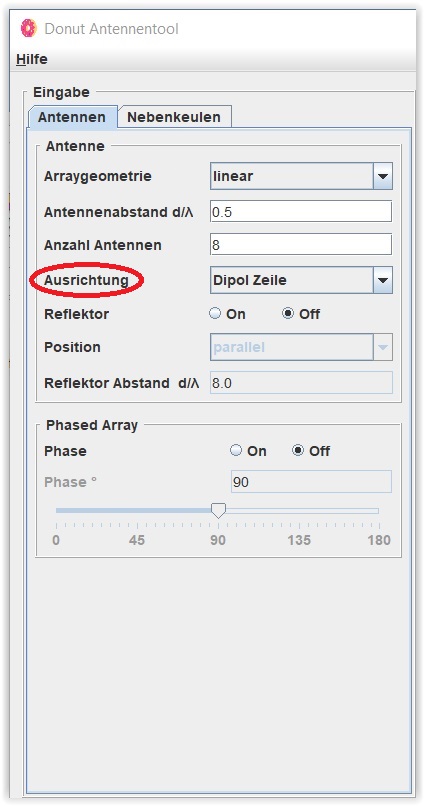 Donut Antennentool
Hilfe
Eingabe
Antennen Nebenkeulen
Antenne
Arraygeometrie linear
Antennenabstand d/λ 0.5
Anzahl Antennen 8
Ausrichtung Dipol Zeile
Reflektor On Off
Position parallel
Reflektor Abstand d/λ 8.0
Phased Array
Phase On Off
Phase ° 90
0 45 90 135 180